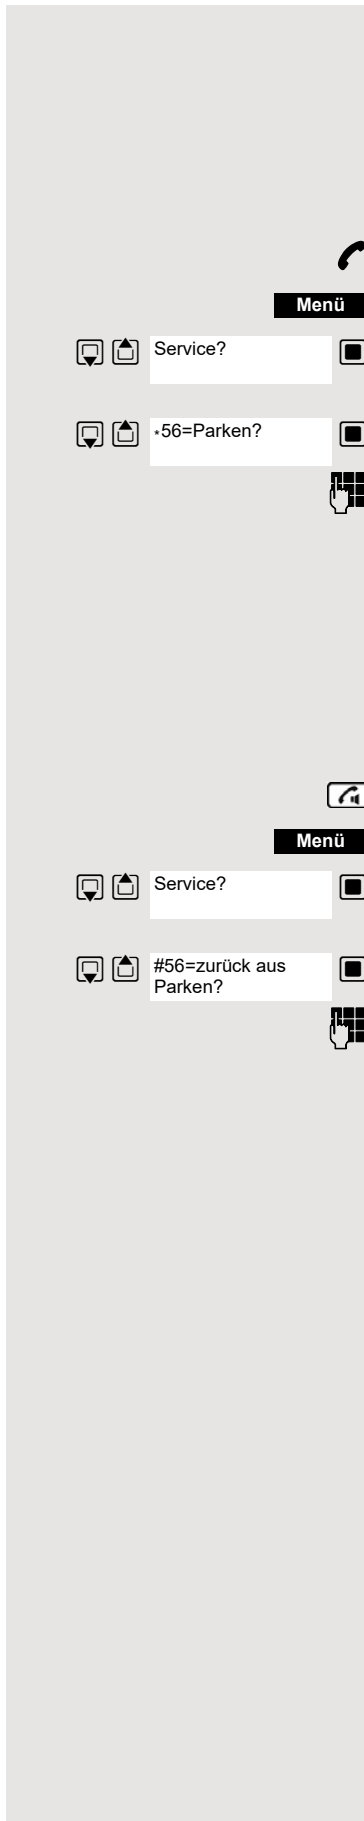 Menü
Service?
*56=Parken?
Menü
Service?
#56=zurück aus
Parken?